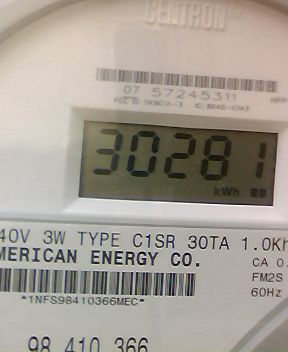 CENTRON®
07 57245311
30281
kWh
40V 3W TYPE C1SR 30TA 1.0Kh
MERICAN ENERGY CO.
CA 0.
FM2S
*1NFS98410366MEC*
60Hz
98 410 366